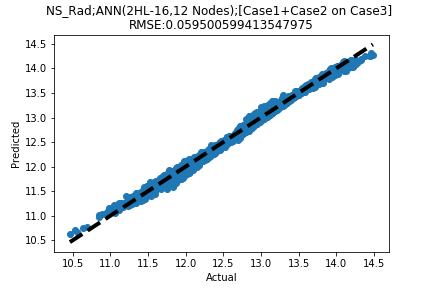 NS_Rad;ANN(2HL-16,12 Nodes);[Case1+Case2 on Case3]
RMSE:0.059500599413547975
14.5
14.0
13.5
13.0
12.5
12.0
11.5
11.0
10.5
Predicted
10.5 11.0 11.5 12.0 12.5 13.0 13.5 14.0 14.5
Actual